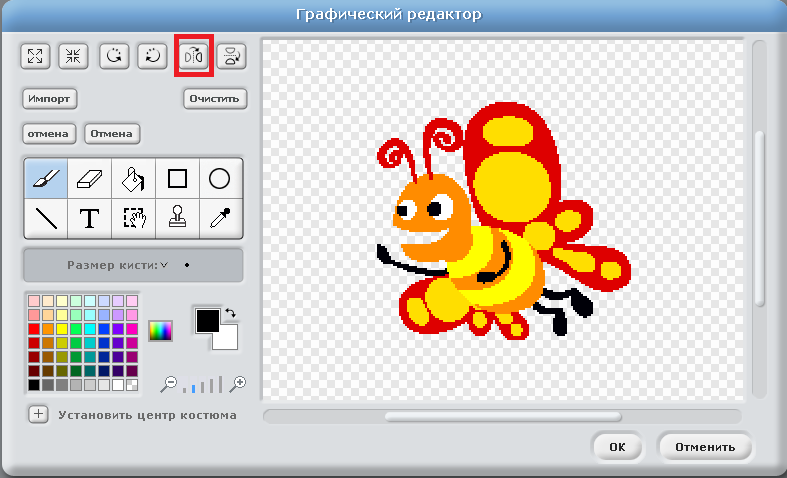 Графический редактор
Импорт
Очистить
отмена
Отмена
T
Размер кисти:
Установить центр костюма
OK
Отменить